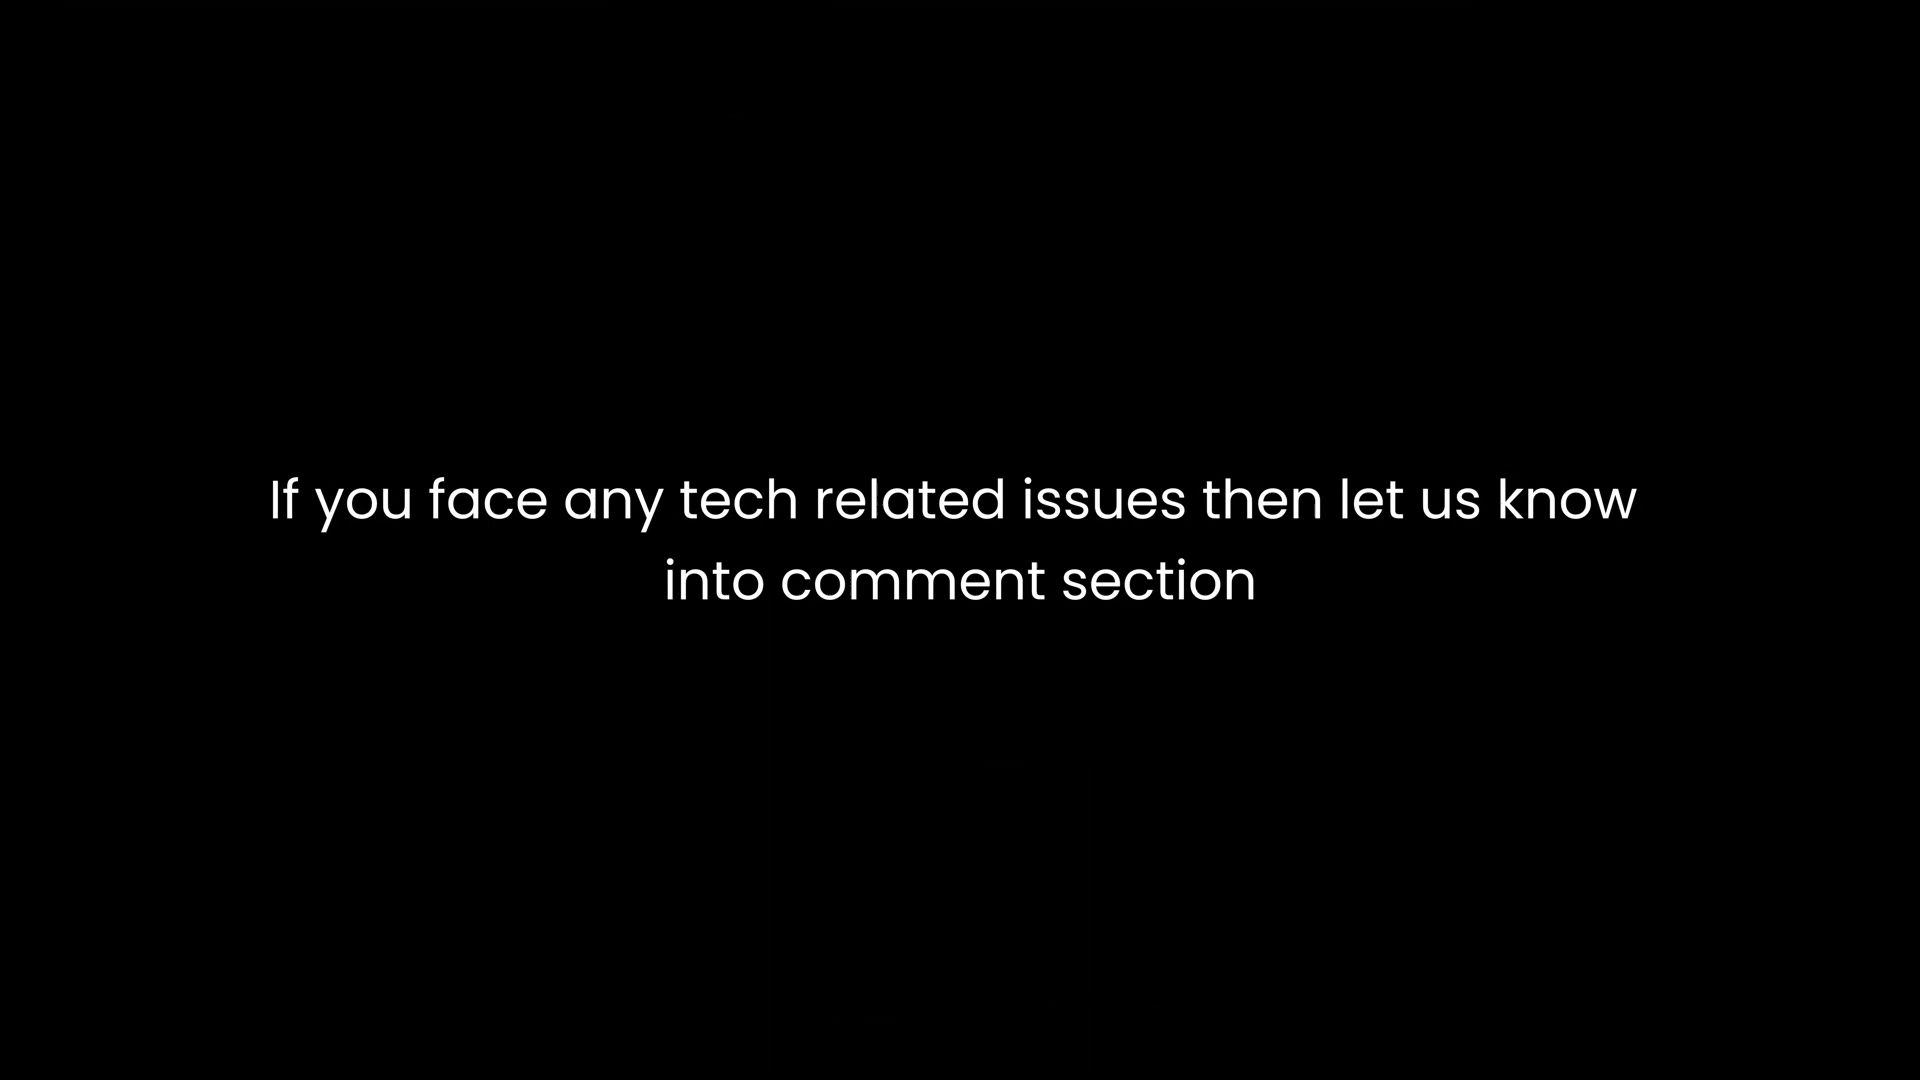 If you face any tech related issues then let us know
into comment section